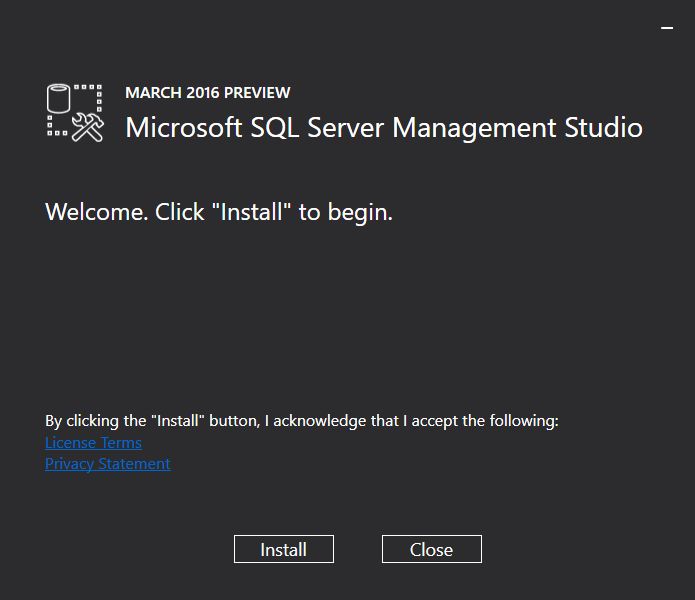 MARCH 2016 PREVIEW
Microsoft SQL Server Management Studio
Welcome. Click "Install" to begin.
By clicking the "Install" button, I acknowledge that I accept the following:
License Terms
Privacy Statement
Install
Close